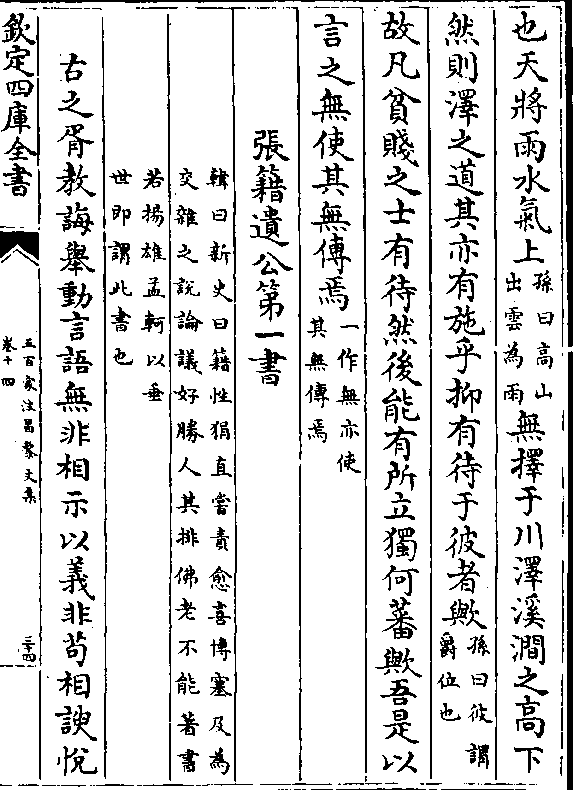 也天將雨水氣上孫曰高山出雲為雨無擇于川澤溪澗之高下
然則澤之道其亦有施乎抑有待于彼者歟孫曰彼謂爵位也
故凡貧賤之士有待然後能有所立獨何蕃歟吾是以
言之無使其無傳焉一作無亦使其無傳焉
張籍遺公第一書
韓曰新史曰籍性狷直嘗責愈喜博塞及為
交雜之說論議好勝人其排佛老不能著書
若揚雄孟軻以垂
世即謂此書也
古之胥教誨舉動言語無非相示以義非苟相諛悅
欽定四庫全書
五百家注昌黎文集
卷十四
三十四